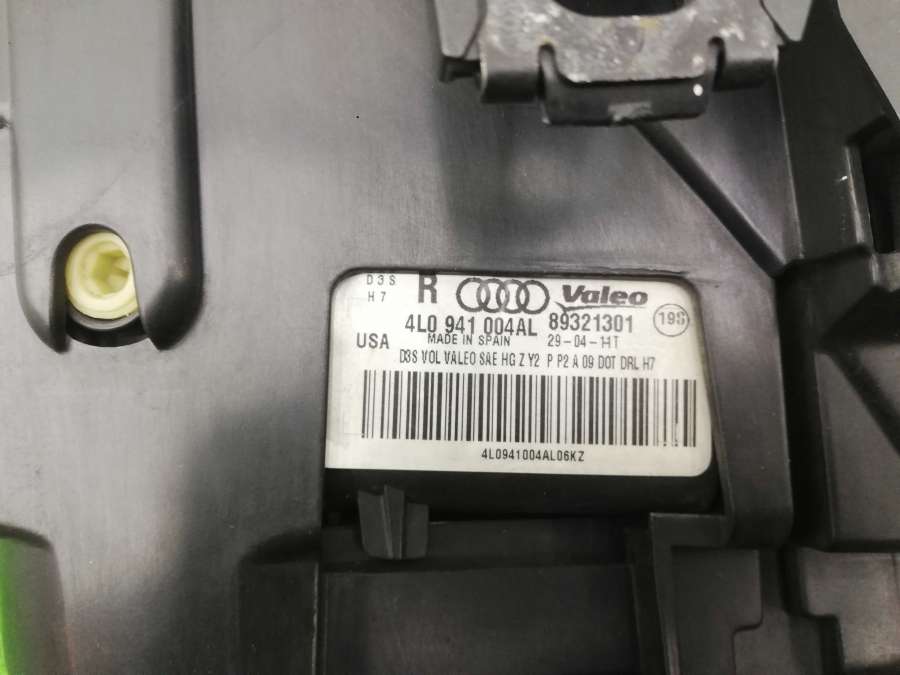 D3S R Valeo
H7
4L0 941 004AL 89321301 19S
USA MADE IN SPAIN 29-04-14T
D3S VOL VALEO SAE HG Z Y2 P P2 A 09 DOT DRL H7
4L0941004AL06KZ